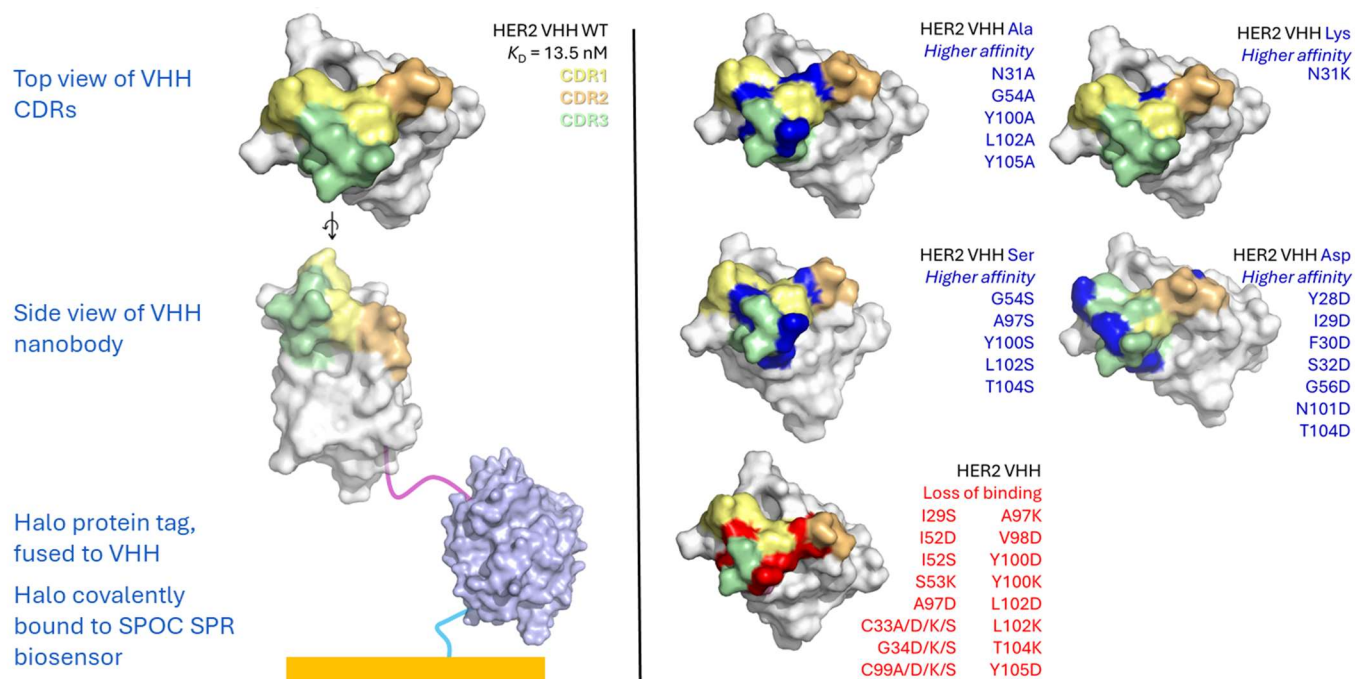 Top view of VHH
CDRs
HER2 VHH WT
KD = 13.5 nM
CDR1
CDR2
CDR3
Side view of VHH
nanobody
Halo protein tag,
fused to VHH
Halo covalently
bound to SPOC SPR
biosensor
HER2 VHH Ala
Higher affinity
N31A
G54A
Y100A
L102A
Y105A
HER2 VHH Lys
Higher affinity
N31K
HER2 VHH Ser
Higher affinity
G54S
A97S
Y100S
L102S
T104S
HER2 VHH Asp
Higher affinity
Y28D
I29D
F30D
S32D
G56D
N101D
T104D
HER2 VHH
Loss of binding
I29S A97K
I52D V98D
I52S Y100D
S53K Y100K
A97D L102D
C33A/D/K/S L102K
G34D/K/S T104K
C99A/D/K/S Y105D